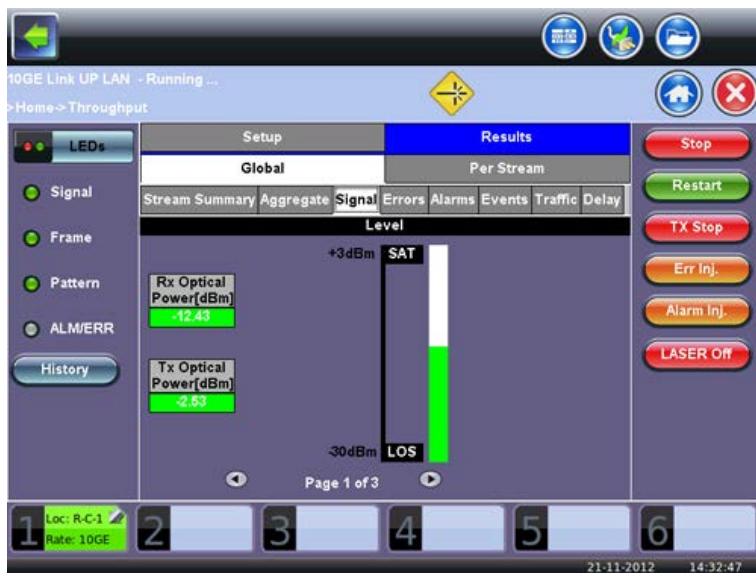 10GE Link UP LAN - Running ...
>Home->Throughput
LEDs
Signal
Frame
Pattern
ALM/ERR
History
Setup
Results
Global
Per Stream
Stream Summary
Aggregate
Signal
Errors
Alarms
Events
Traffic
Delay
Level
+3dBm
SAT
Rx Optical
Power[dBm]
-12.43
Tx Optical
Power[dBm]
-2.53
-30dBm
LOS
Page 1 of 3
Stop
Restart
TX Stop
Err Inj.
Alarm Inj.
LASER Off
1
Loc: R-C-1
Rate: 10GE
2
3
4
5
6
21-11-2012 14:32:47